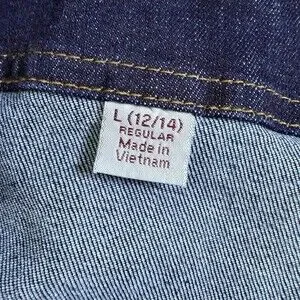 L (12/14)
REGULAR
Made in
Vietnam